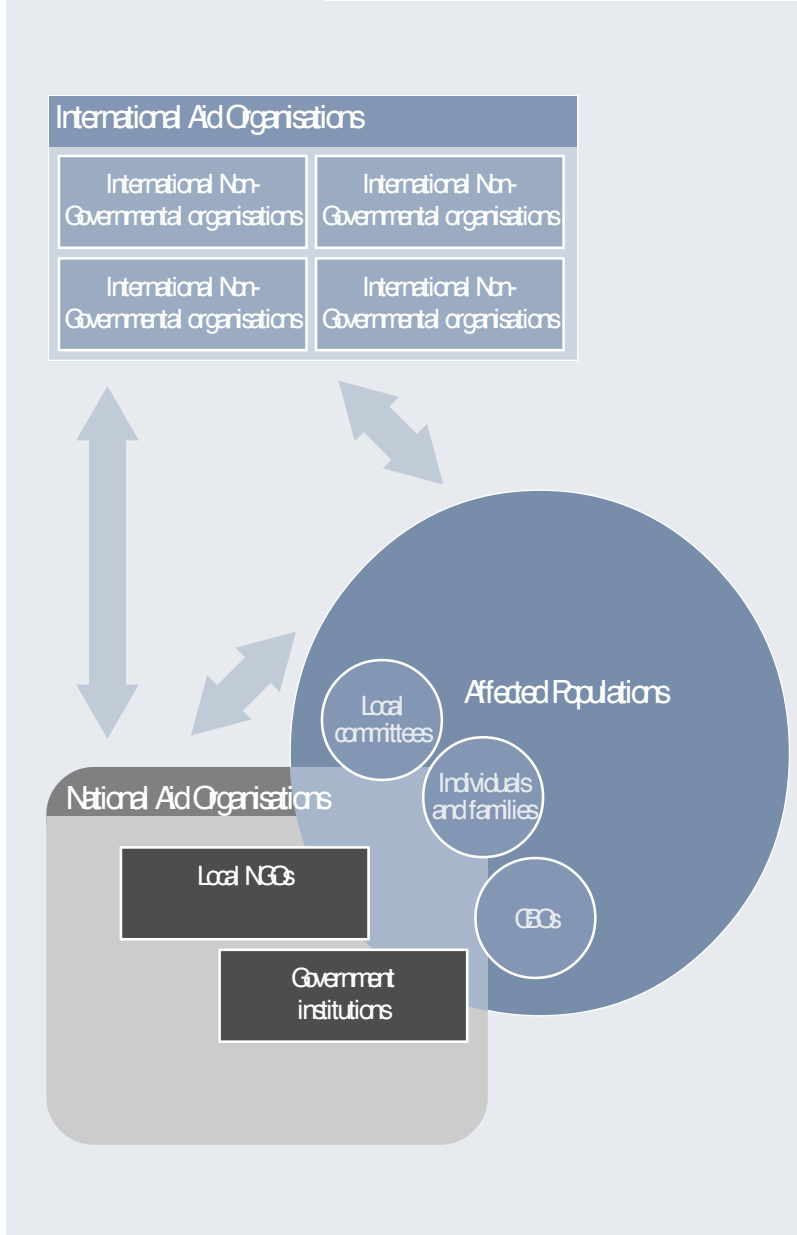 International Aid Organisations
International Non-
Governmental organisations
International Non-
Governmental organisations
International Non-
Governmental organisations
International Non-
Governmental organisations
Affected Populations
Local
committees
Individuals
and families
CBOs
National Aid Organisations
Local NGOs
Government
institutions